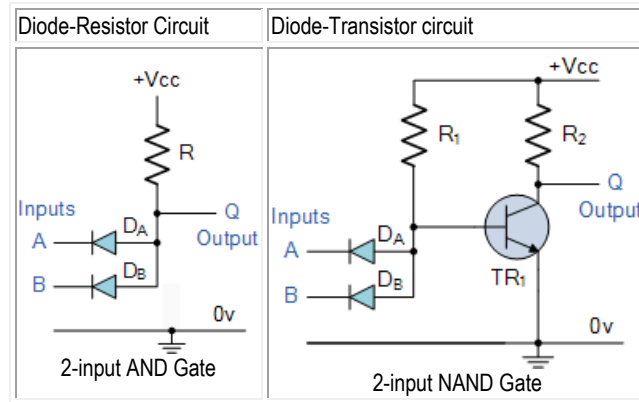 Diode-Resistor Circuit
Diode-Transistor circuit
+Vcc
R
Inputs
A
DA
Q
Output
B
DB
0v
2-input AND Gate
+Vcc
R1
R2
Q
Output
Inputs
A
DA
B
DB
TR1
0v
2-input NAND Gate